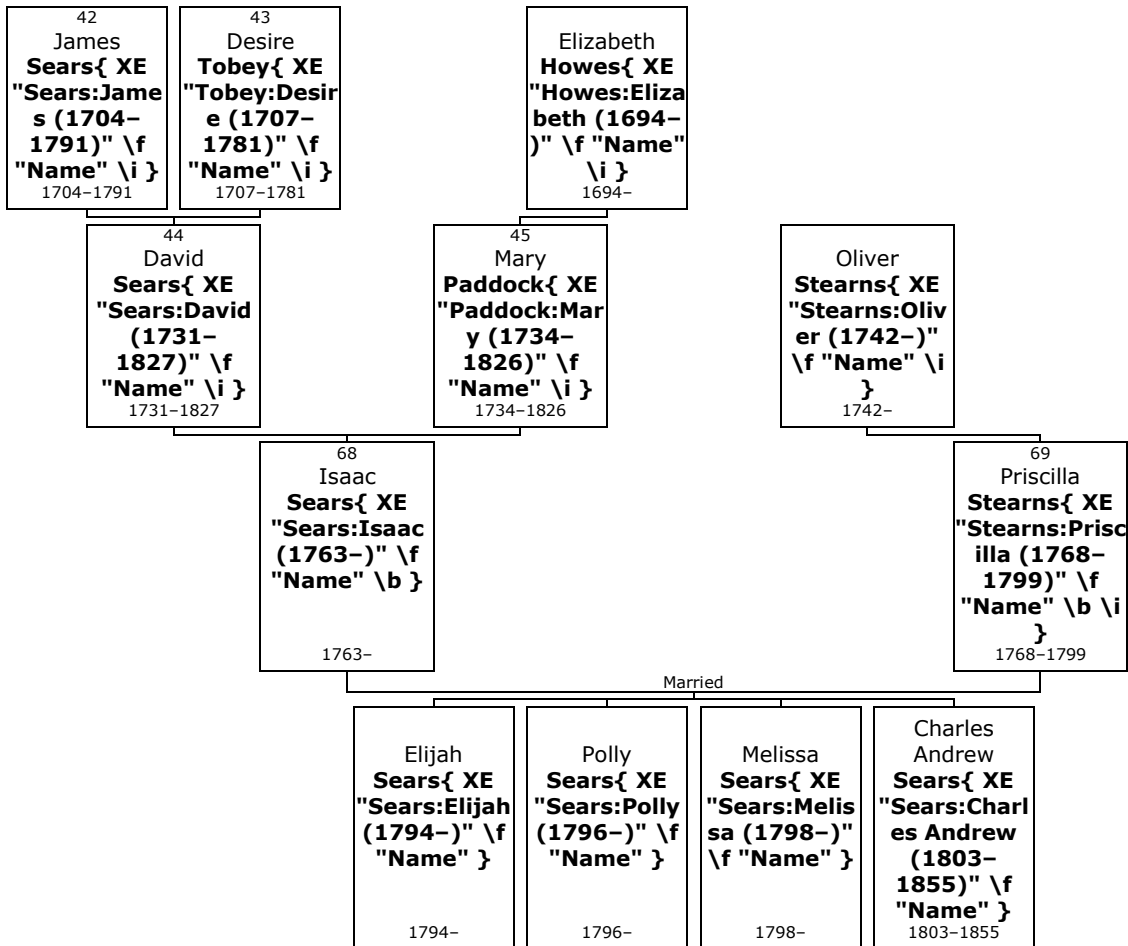 42
James
Sears{ XE
"Sears:Jame
s (1704–
1791)" \f
"Name" \i }
1704–1791
43
Desire
Tobey{ XE
"Tobey:Desir
e (1707–
1781)" \f
"Name" \i }
1707–1781
Elizabeth
Howes{ XE
"Howes:Eliza
beth (1694–
)" \f "Name"
\i }
1694–
44
David
Sears{ XE
"Sears:David
(1731–
1827)" \f
"Name" \i }
1731–1827
45
Mary
Paddock{ XE
"Paddock:Mar
y (1734–
1826)" \f
"Name" \i }
1734–1826
Oliver
Stearns{ XE
"Stearns:Oliv
er (1742–)"
\f "Name" \i
}
1742–
68
Isaac
Sears{ XE
"Sears:Isaac
(1763–)" \f
"Name" \b }
1763–
69
Priscilla
Stearns{ XE
"Stearns:Prisc
illa (1768–
1799)" \f
"Name" \b \i
}
1768–1799
Married
Elijah
Sears{ XE
"Sears:Elijah
(1794–)" \f
"Name" }
1794–
Polly
Sears{ XE
"Sears:Polly
(1796–)" \f
"Name" }
1796–
Melissa
Sears{ XE
"Sears:Melis
sa (1798–)"
\f "Name" }
1798–
Charles
Andrew
Sears{ XE
"Sears:Charl
es Andrew
(1803–
1855)" \f
"Name" }
1803–1855